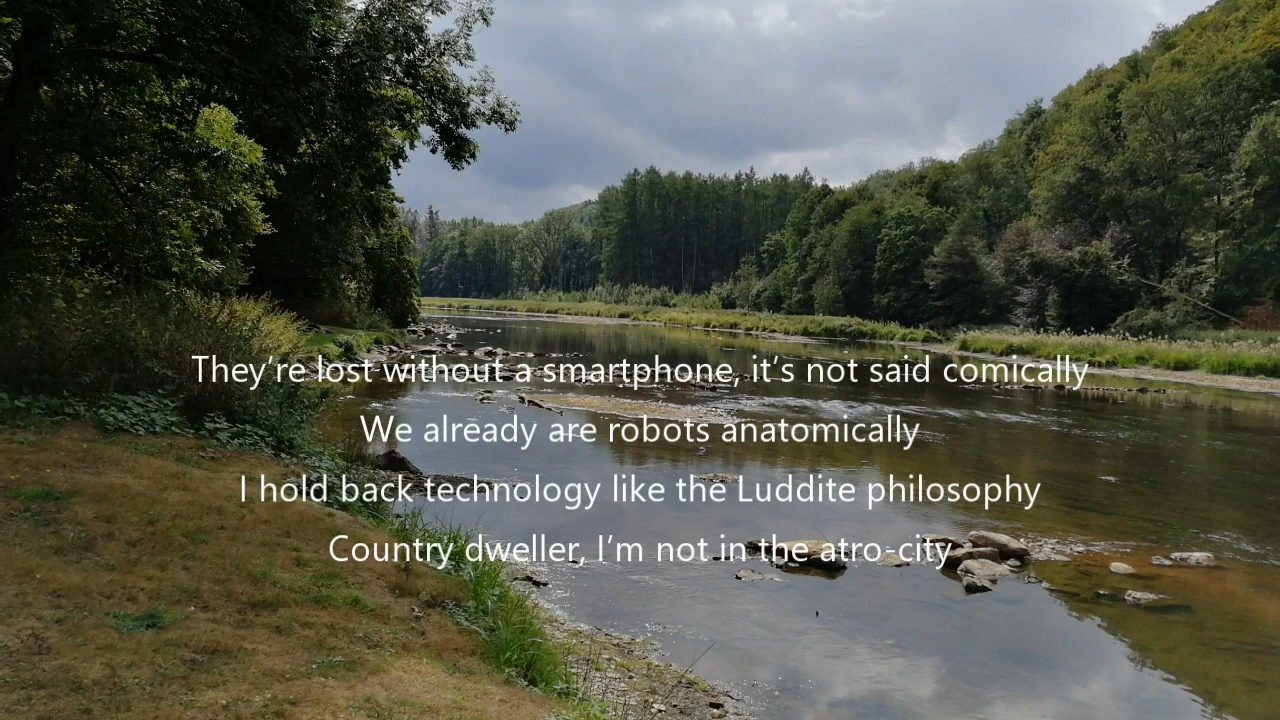 They’re lost without a smartphone, it’s not said comically
We already are robots anatomically
I hold back technology like the Luddite philosophy
Country dweller, I’m not in the atro-city